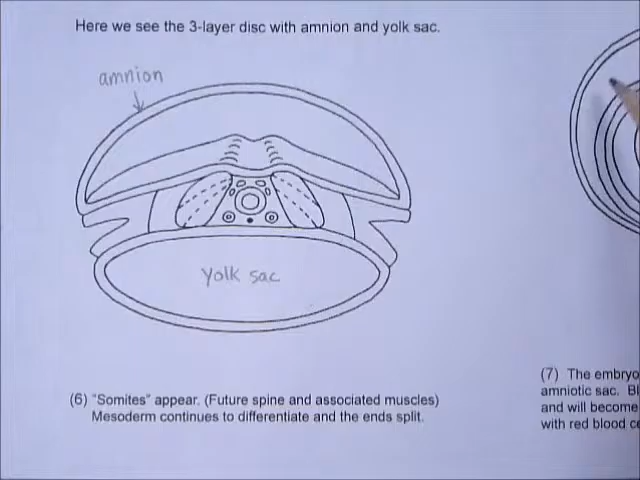 Here we see the 3-layer disc with amnion and yolk sac.
amnion
yolk sac
(6) "Somites" appear. (Future spine and associated muscles)
Mesoderm continues to differentiate and the ends split.
(7) The embryo
amniotic sac. Bl
and will become
with red blood ce